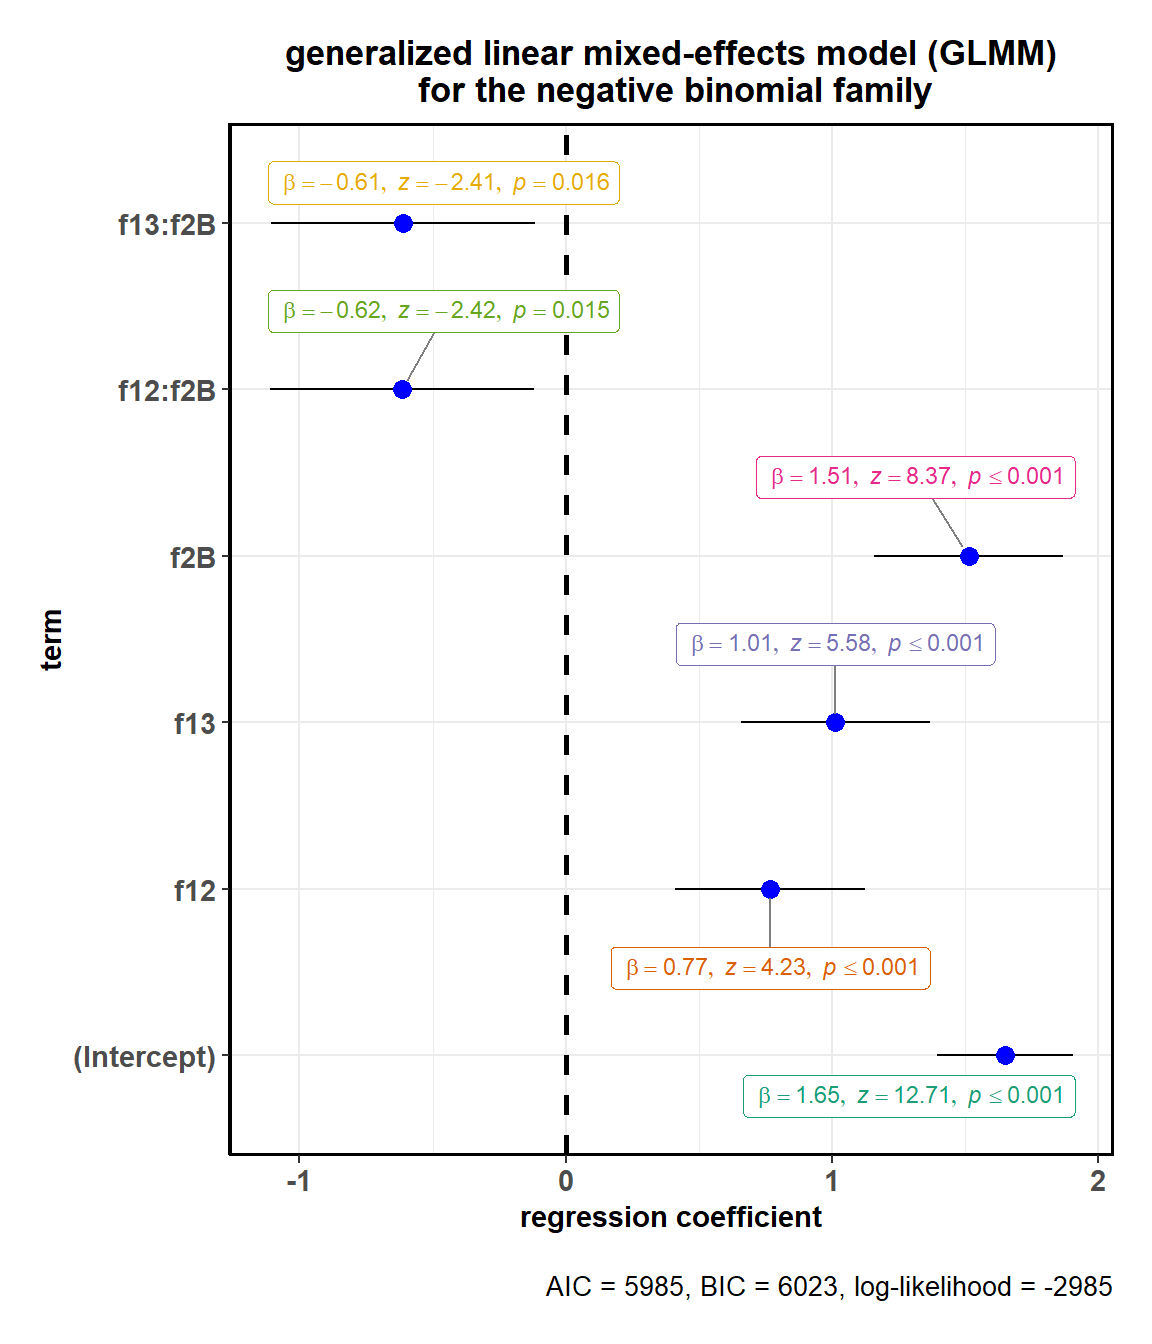 generalized linear mixed-effects model (GLMM)
for the negative binomial family
β = −0.61, z = −2.41, p = 0.016
f13:f2B
β = −0.62, z = −2.42, p = 0.015
f12:f2B
β = 1.51, z = 8.37, p ≤ 0.001
f2B
term
β = 1.01, z = 5.58, p ≤ 0.001
f13
f12
β = 0.77, z = 4.23, p ≤ 0.001
(Intercept)
β = 1.65, z = 12.71, p ≤ 0.001
-1 0 1 2
regression coefficient
AIC = 5985, BIC = 6023, log-likelihood = -2985